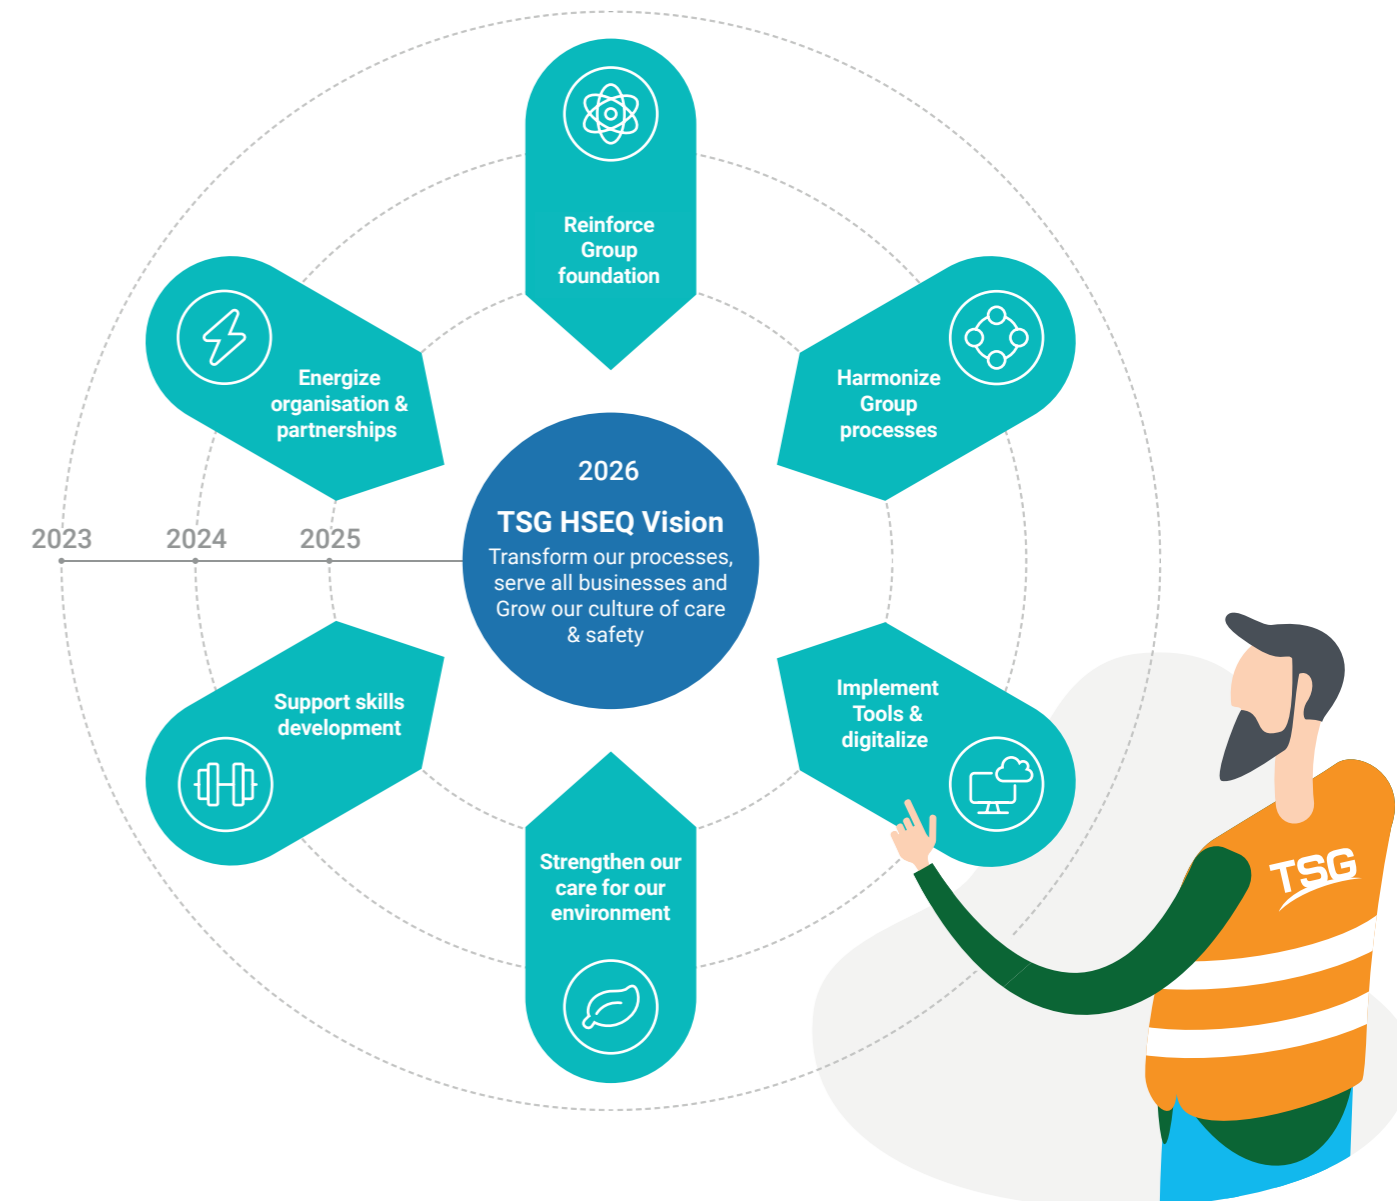 Reinforce
Group
foundation
Energize
organisation &
partnerships
Harmonize
Group
processes
2023
2024
2025
2026
TSG HSEQ Vision
Transform our processes,
serve all businesses and
Grow our culture of care
& safety
Support skills
development
Implement
Tools &
digitalize
Strengthen our
care for our
environment
TSG